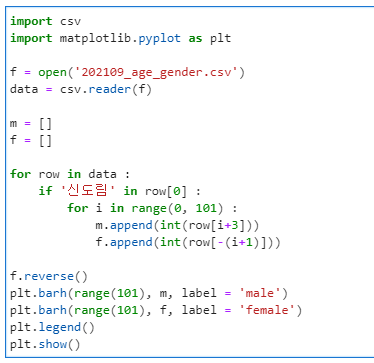 import csv
import matplotlib.pyplot as plt

f = open('202109_age_gender.csv')
data = csv.reader(f)

m = []
f = []

for row in data :
    if '신도림' in row[0] :
        for i in range(0, 101) :
            m.append(int(row[i+3]))
            f.append(int(row[-(i+1)]))

f.reverse()
plt.barh(range(101), m, label = 'male')
plt.barh(range(101), f, label = 'female')
plt.legend()
plt.show()